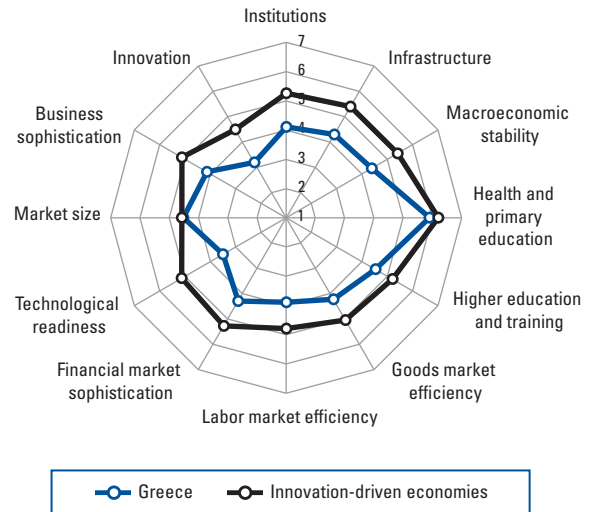 Institutions
7
6
5
4
3
2
1
Infrastructure
Macroeconomic
stability
Health and
primary
education
Higher education
and training
Goods market
efficiency
Labor market efficiency
Financial market
sophistication
Technological
readiness
Market size
Business
sophistication
Innovation
Greece
Innovation-driven economies